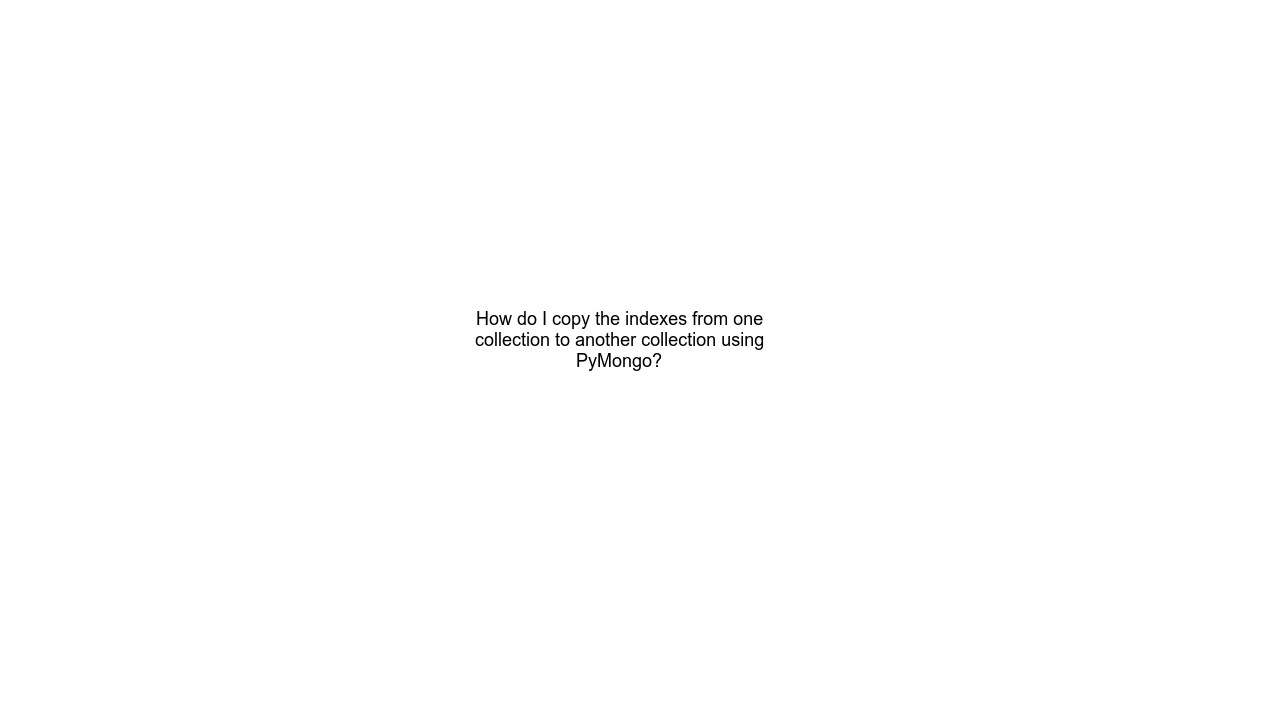 How do I copy the indexes from one
collection to another collection using
PyMongo?